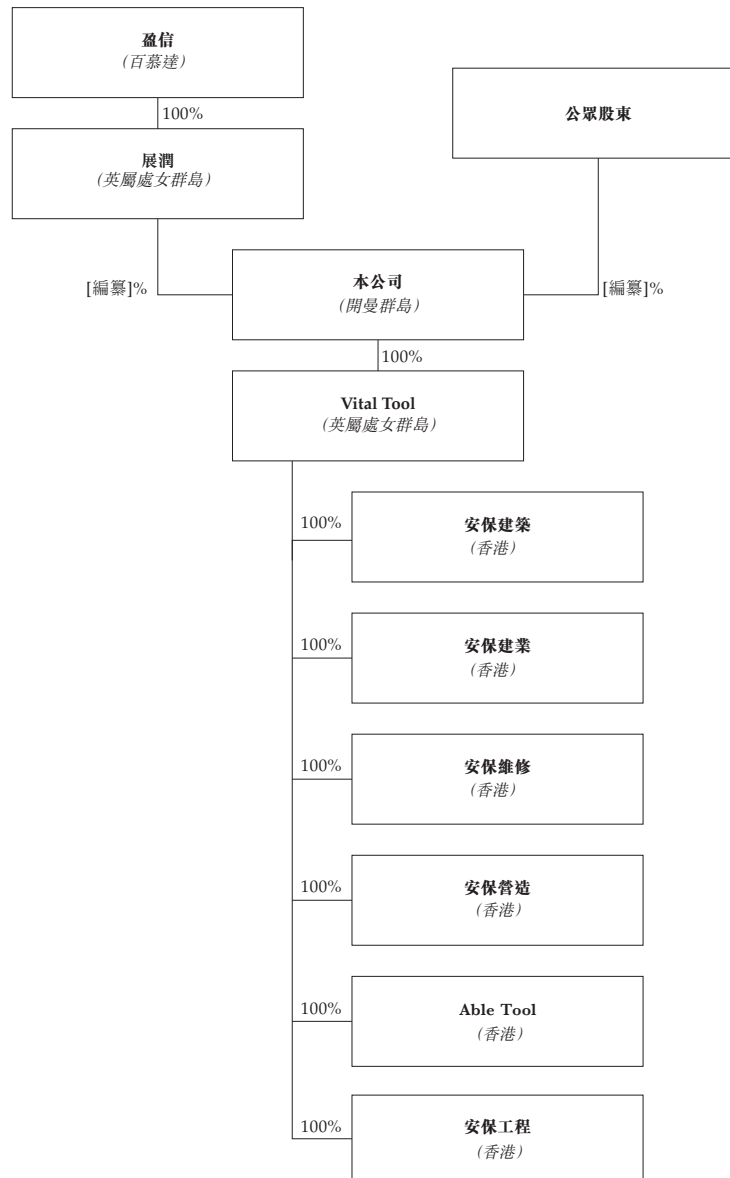 盈信
(百慕達)
100%
公眾股東
展潤
(英屬處女群島)
[編纂]%
本公司
(開曼群島)
[編纂]%
100%
Vital Tool
(英屬處女群島)
100%
安保建築
(香港)
100%
安保建業
(香港)
100%
安保維修
(香港)
100%
安保營造
(香港)
100%
Able Tool
(香港)
100%
安保工程
(香港)